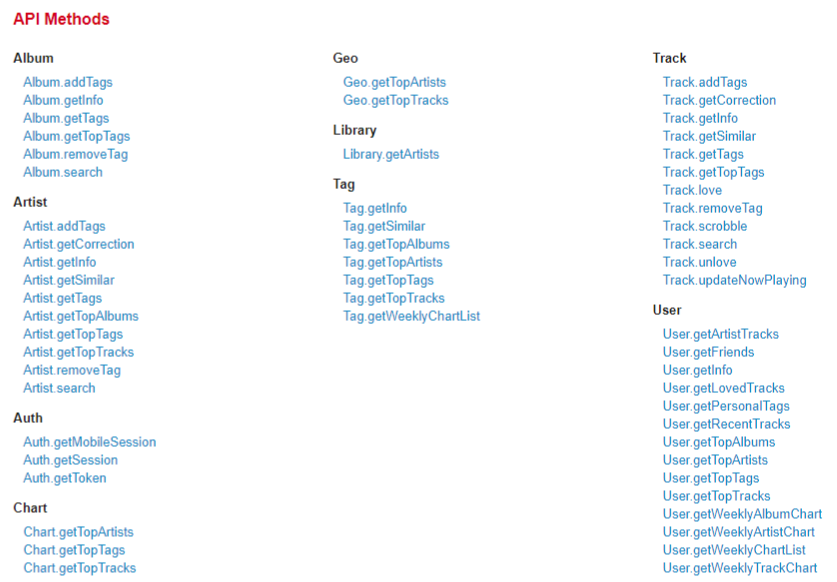 API Methods
Album
Album.addTags
Album.getInfo
Album.getTags
Album.getTopTags
Album.removeTag
Album.search
Artist
Artist.addTags
Artist.getCorrection
Artist.getInfo
Artist.getSimilar
Artist.getTags
Artist.getTopAlbums
Artist.getTopTags
Artist.getTopTracks
Artist.removeTag
Artist.search
Auth
Auth.getMobileSession
Auth.getSession
Auth.getToken
Chart
Chart.getTopArtists
Chart.getTopTags
Chart.getTopTracks
Geo
Geo.getTopArtists
Geo.getTopTracks
Library
Library.getArtists
Tag
Tag.getInfo
Tag.getSimilar
Tag.getTopAlbums
Tag.getTopArtists
Tag.getTopTags
Tag.getTopTracks
Tag.getWeeklyChartList
Track
Track.addTags
Track.getCorrection
Track.getInfo
Track.getSimilar
Track.getTags
Track.getTopTags
Track.love
Track.removeTag
Track.scrobble
Track.search
Track.unlove
Track.updateNowPlaying
User
User.getArtistTracks
User.getFriends
User.getInfo
User.getLovedTracks
User.getPersonalTags
User.getRecentTracks
User.getTopAlbums
User.getTopArtists
User.getTopTags
User.getTopTracks
User.getWeeklyAlbumChart
User.getWeeklyArtistChart
User.getWeeklyChartList
User.getWeeklyTrackChart